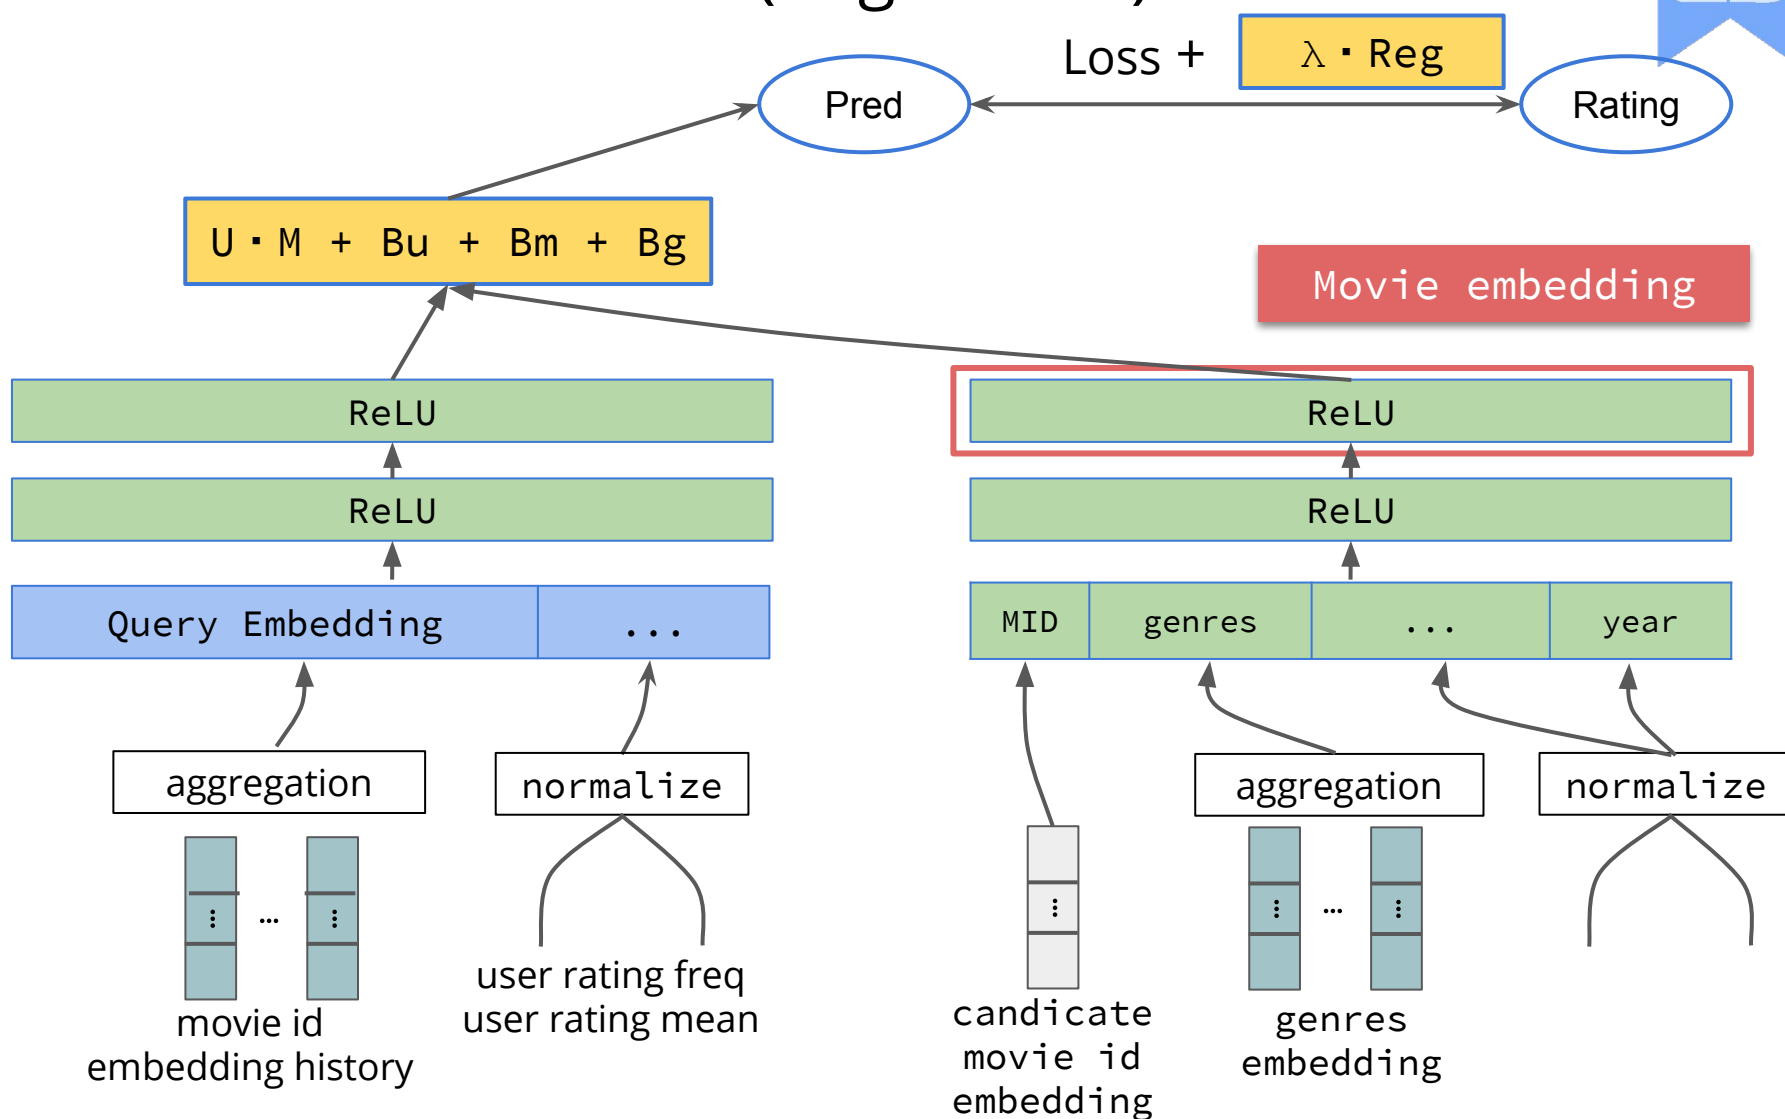 Loss +
λ · Reg
Pred
Rating
U · M + Bu + Bm + Bg
Movie embedding
ReLU
ReLU
ReLU
ReLU
Query Embedding
...
MID
genres
...
year
aggregation
normalize
aggregation
normalize
...
...
user rating freq
user rating mean
movie id
embedding history
candicate
movie id
embedding
genres
embedding